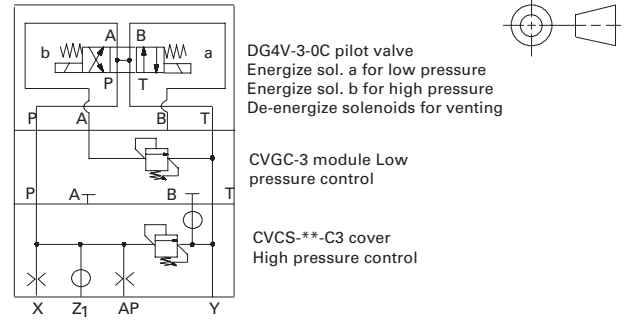 A B
b a
P T
DG4V-3-0C pilot valve
Energize sol. a for low pressure
Energize sol. b for high pressure
De-energize solenoids for venting
P A B T
CVGC-3 module Low
pressure control
P A B T
CVCS-**-C3 cover
High pressure control
X Z1 AP Y